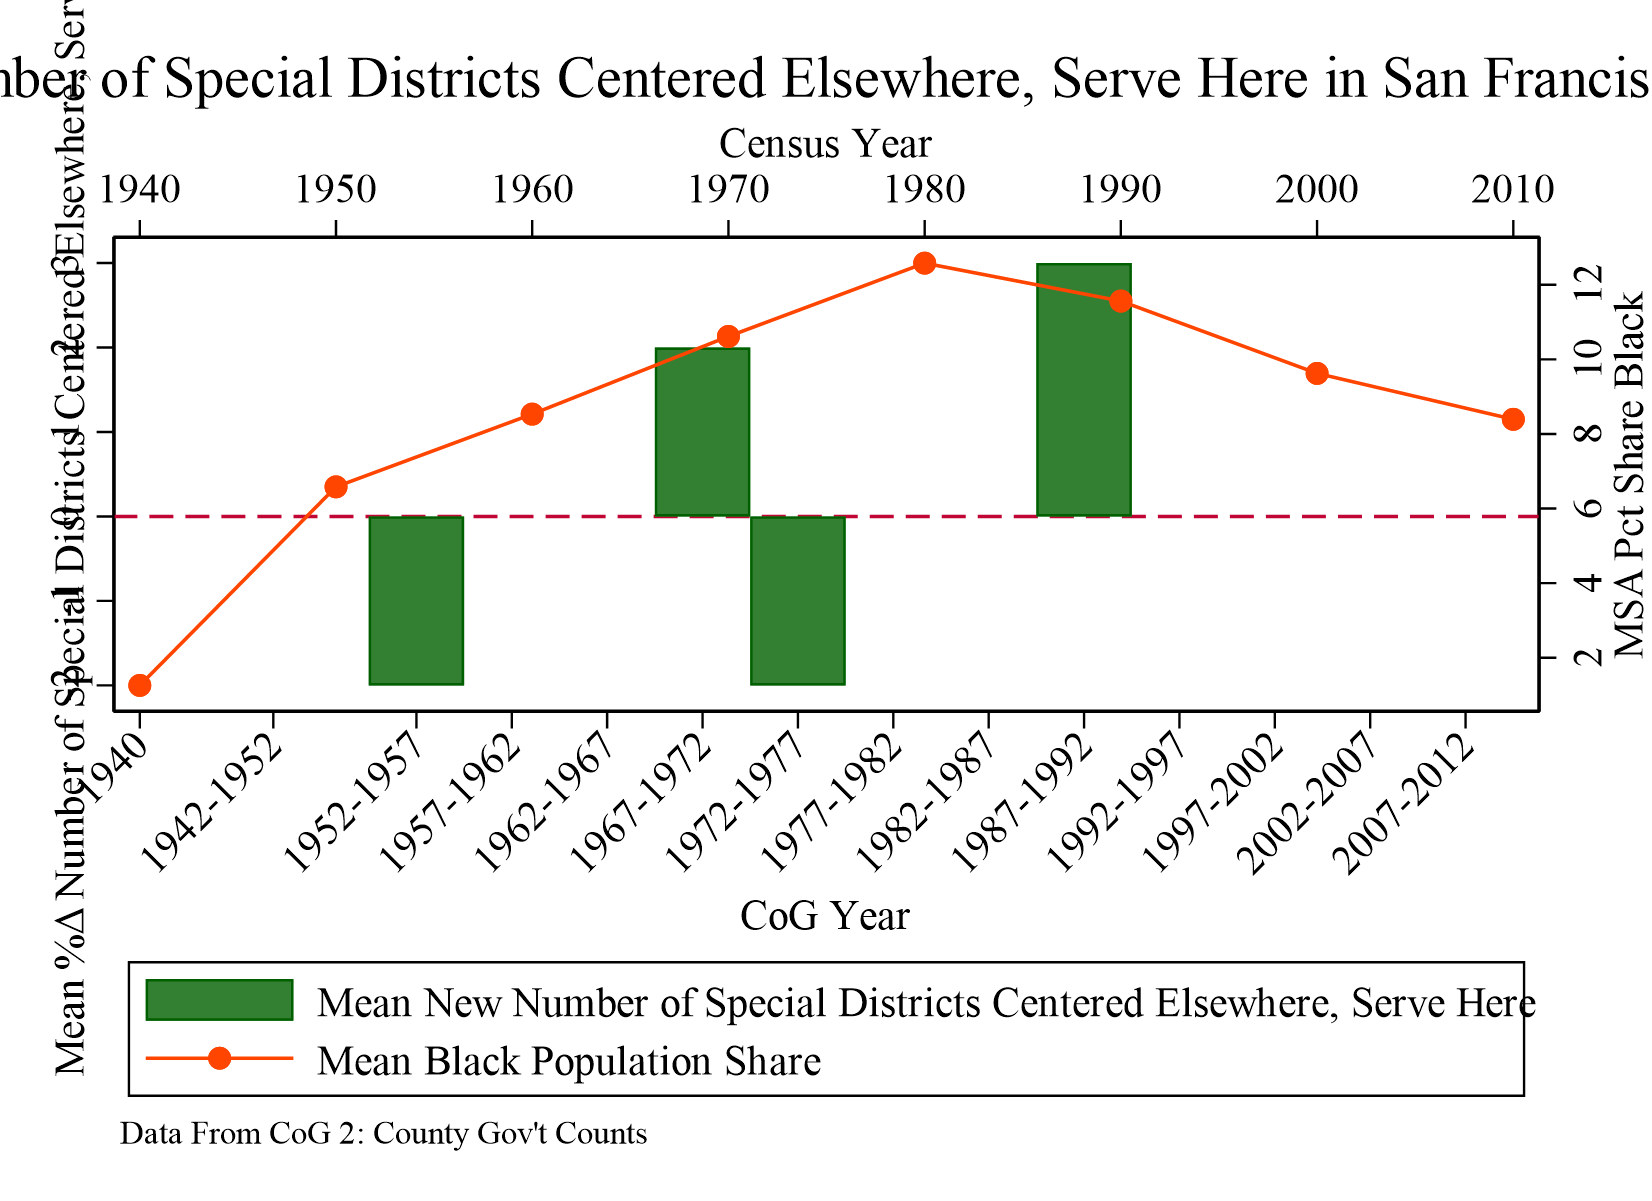 of Special Districts Centered Elsewhere, Serve Here in San
Census Year
1940 1950 1960 1970 1980 1990 2000 2010
Mean %Δ Number of Special Districts Centered Elsewhere,
3
2
0
12
10
8
6
4
2
MSA Pct Share Black
1940 1942-1952 1952-1957 1957-1962 1962-1967 1967-1972 1972-1977 1977-1982 1982-1987 1987-1992 1992-1997 1997-2002 2002-2007 2007-2012
CoG Year
Mean New Number of Special Districts Centered Elsewhere, Serve Here
Mean Black Population Share
Data From CoG 2: County Gov't Counts